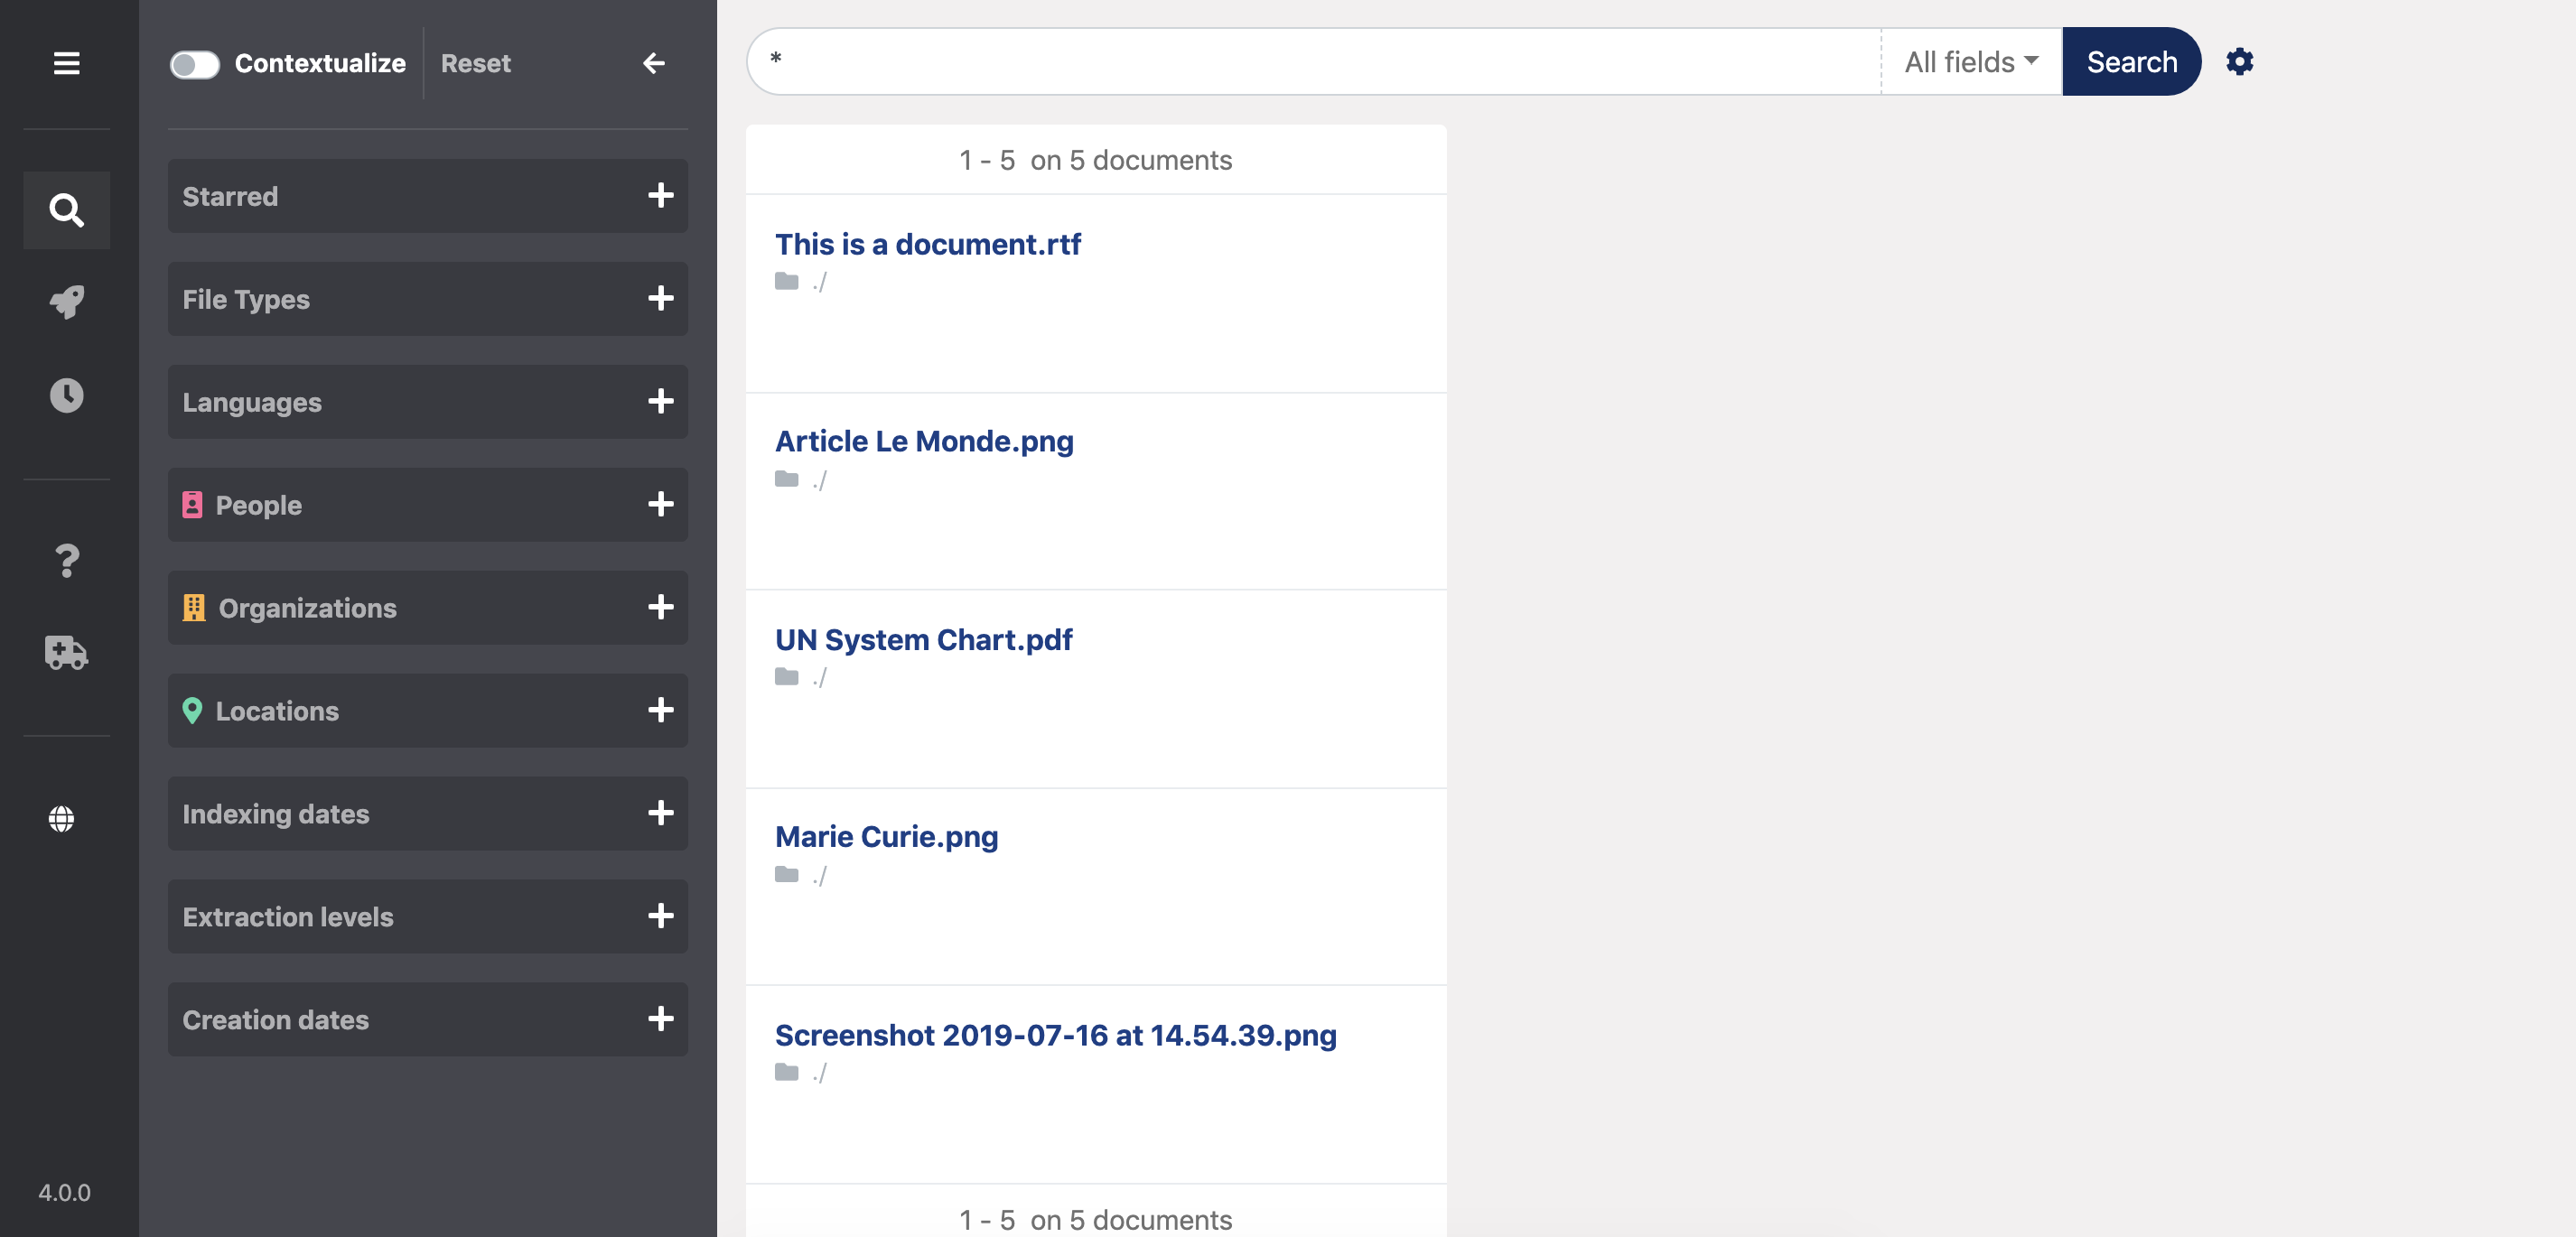 Contextualize
Reset
Starred
File Types
Languages
People
Organizations
Locations
Indexing dates
Extraction levels
Creation dates
4.0.0
*
All fields
Search
1 - 5 on 5 documents
This is a document.rtf
./
Article Le Monde.png
./
UN System Chart.pdf
./
Marie Curie.png
./
Screenshot 2019-07-16 at 14.54.39.png
./
1 - 5 on 5 documents